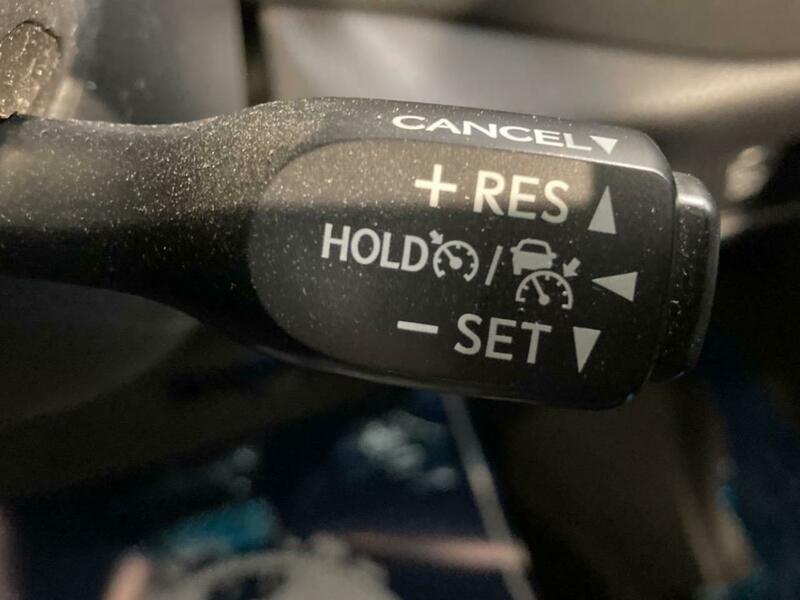 CANCEL
+ RES
HOLD /
− SET